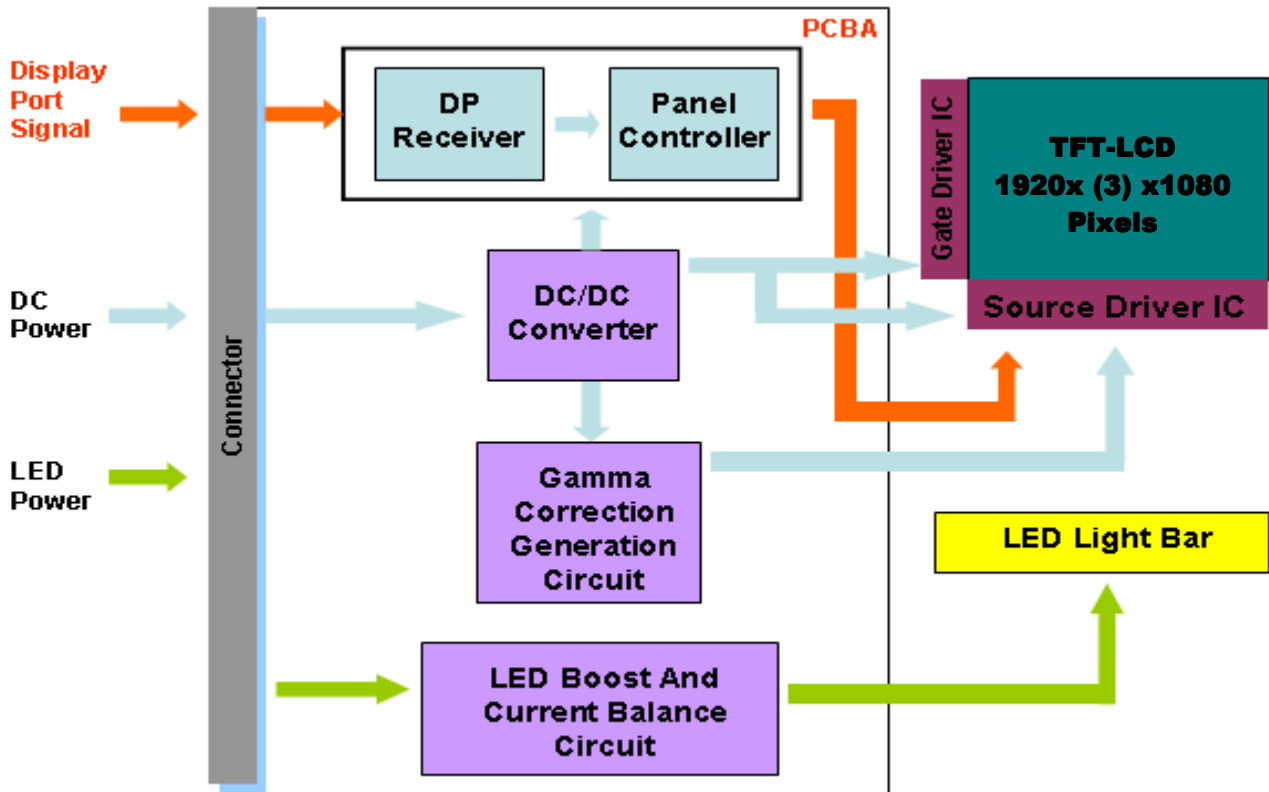 PCBA
Display
Port
Signal
DP
Receiver
Panel
Controller
Gate Driver IC
TFT-LCD
1920x (3) x1080
Pixels
Source Driver IC
DC
Power
DC/DC
Converter
Connector
LED
Power
Gamma
Correction
Generation
Circuit
LED Light Bar
LED Boost And
Current Balance
Circuit